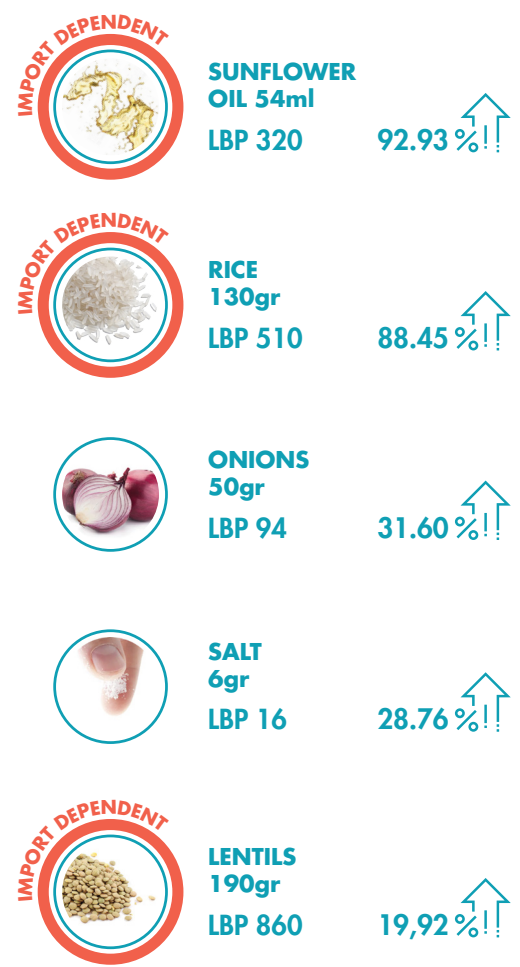 IMPORT DEPENDENT
SUNFLOWER
OIL 54ml
LBP 320
92.93 %
IMPORT DEPENDENT
RICE
130gr
LBP 510
88.45 %
ONIONS
50gr
LBP 94
31.60 %
SALT
6gr
LBP 16
28.76 %
IMPORT DEPENDENT
LENTILS
190gr
LBP 860
19,92 %